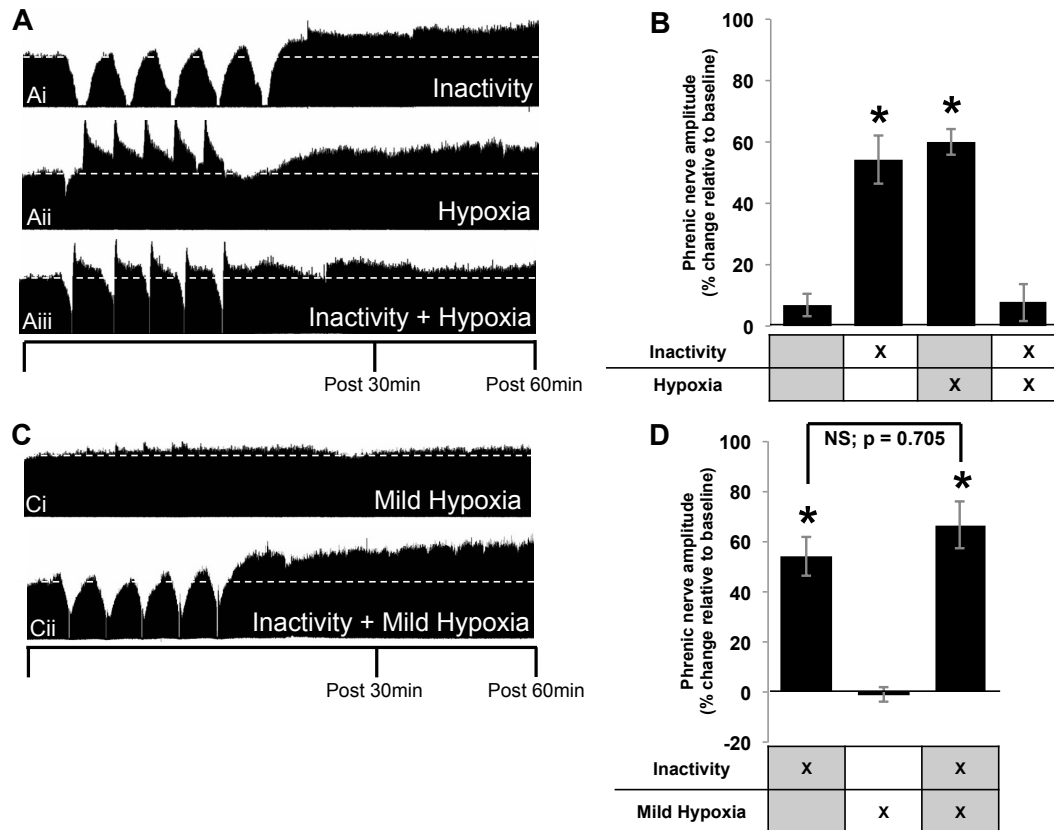 A
Ai
Inactivity
Aii
Hypoxia
Aiii
Inactivity + Hypoxia
Post 30min
Post 60min
B
Phrenic nerve amplitude
(% change relative to baseline)
100
80
60
40
20
0
*
*
Inactivity
X
X
Hypoxia
X
X
C
Ci
Mild Hypoxia
Cii
Inactivity + Mild Hypoxia
Post 30min
Post 60min
D
Phrenic nerve amplitude
(% change relative to baseline)
100
80
60
40
20
0
-20
NS; p = 0.705
*
*
Inactivity
X
X
Mild Hypoxia
X
X